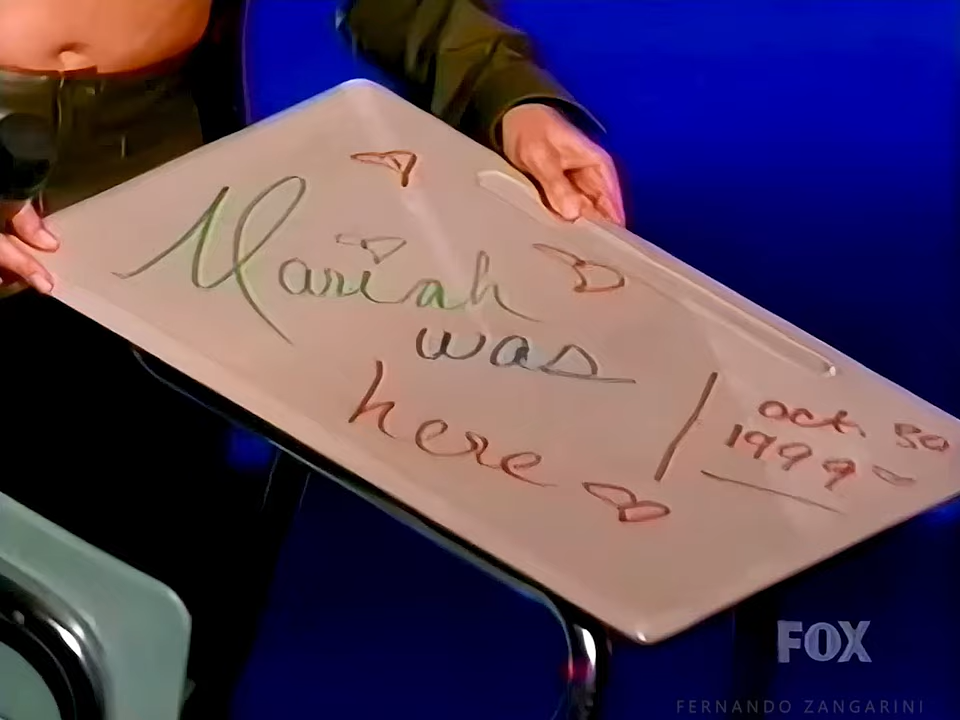 Mariah
was
here
oct. 30
1999
FOX
FERNANDO ZANGARINI